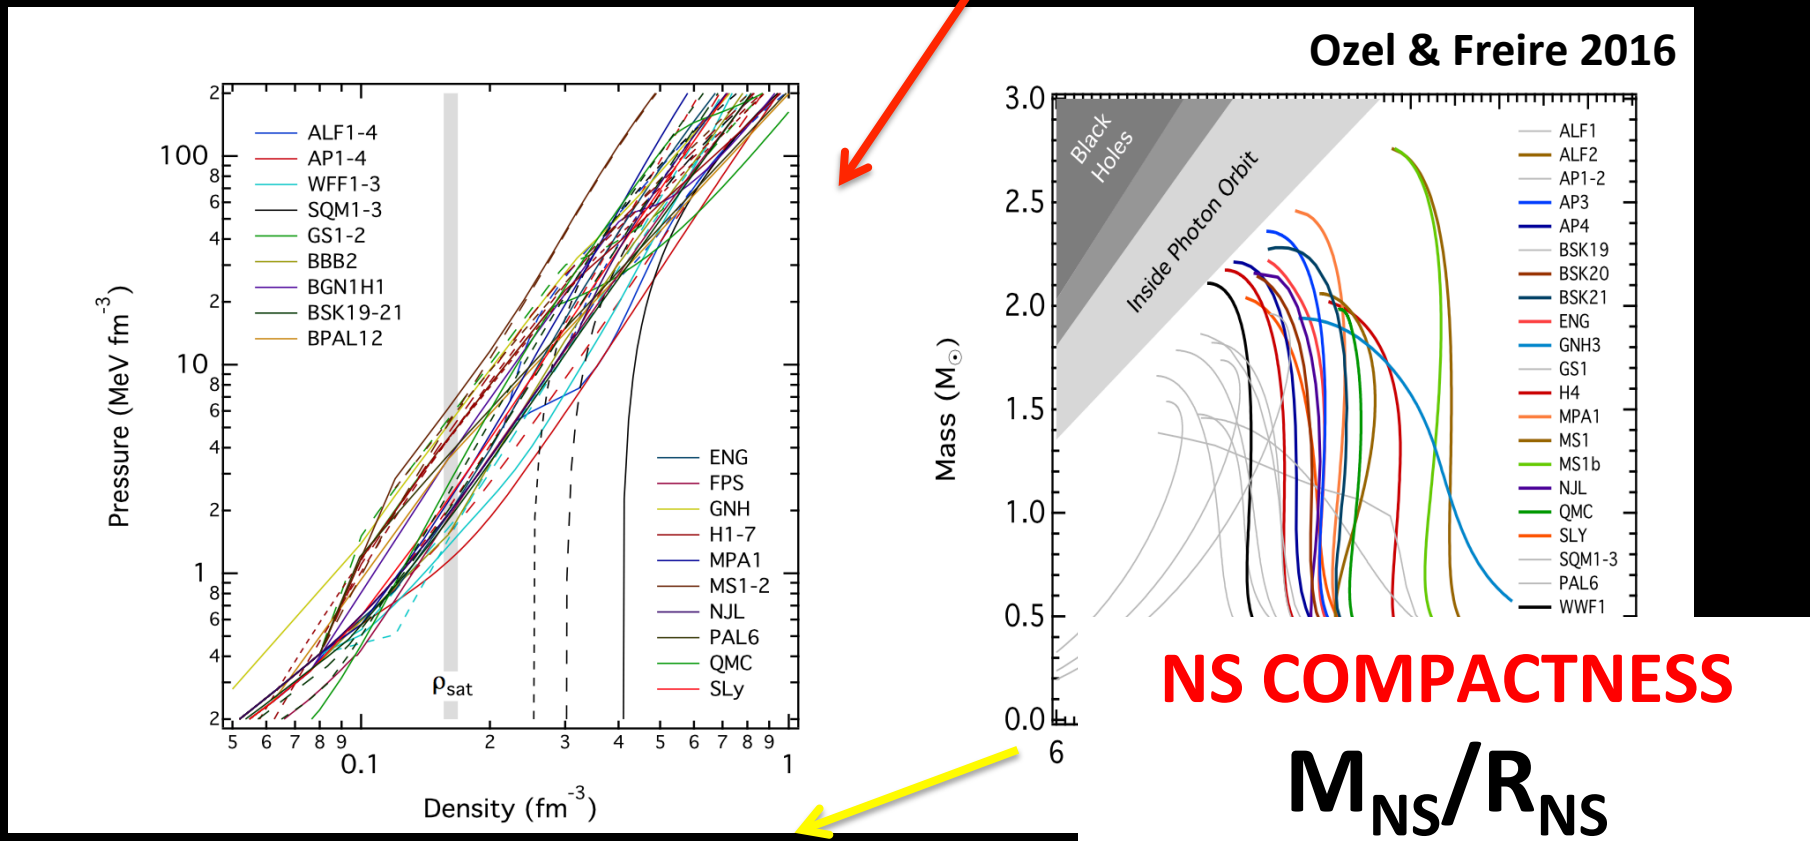 Ozel & Freire 2016
2
100
8
6
4
2
10
8
6
4
2
1
8
6
4
2
Pressure (MeV fm-3)
ALF1-4
AP1-4
WFF1-3
SQM1-3
GS1-2
BBB2
BGN1H1
BSK19-21
BPAL12
ENG
FPS
GNH
H1-7
MPA1
MS1-2
NJL
PAL6
QMC
SLy
ρsat
5 6 7 8 9 2 3 4 5 6 7 8 9
0.1 1
Density (fm-3)
3.0
2.5
2.0
1.5
1.0
0.5
0.0
Mass (M⊙)
Black
Holes
Inside Photon Orbit
ALF1
ALF2
AP1-2
AP3
AP4
BSK19
BSK20
BSK21
ENG
GNH3
GS1
H4
MPA1
MS1
MS1b
NJL
QMC
SLY
SQM1-3
PAL6
WWF1
6
NS COMPACTNESS
MNS/RNS